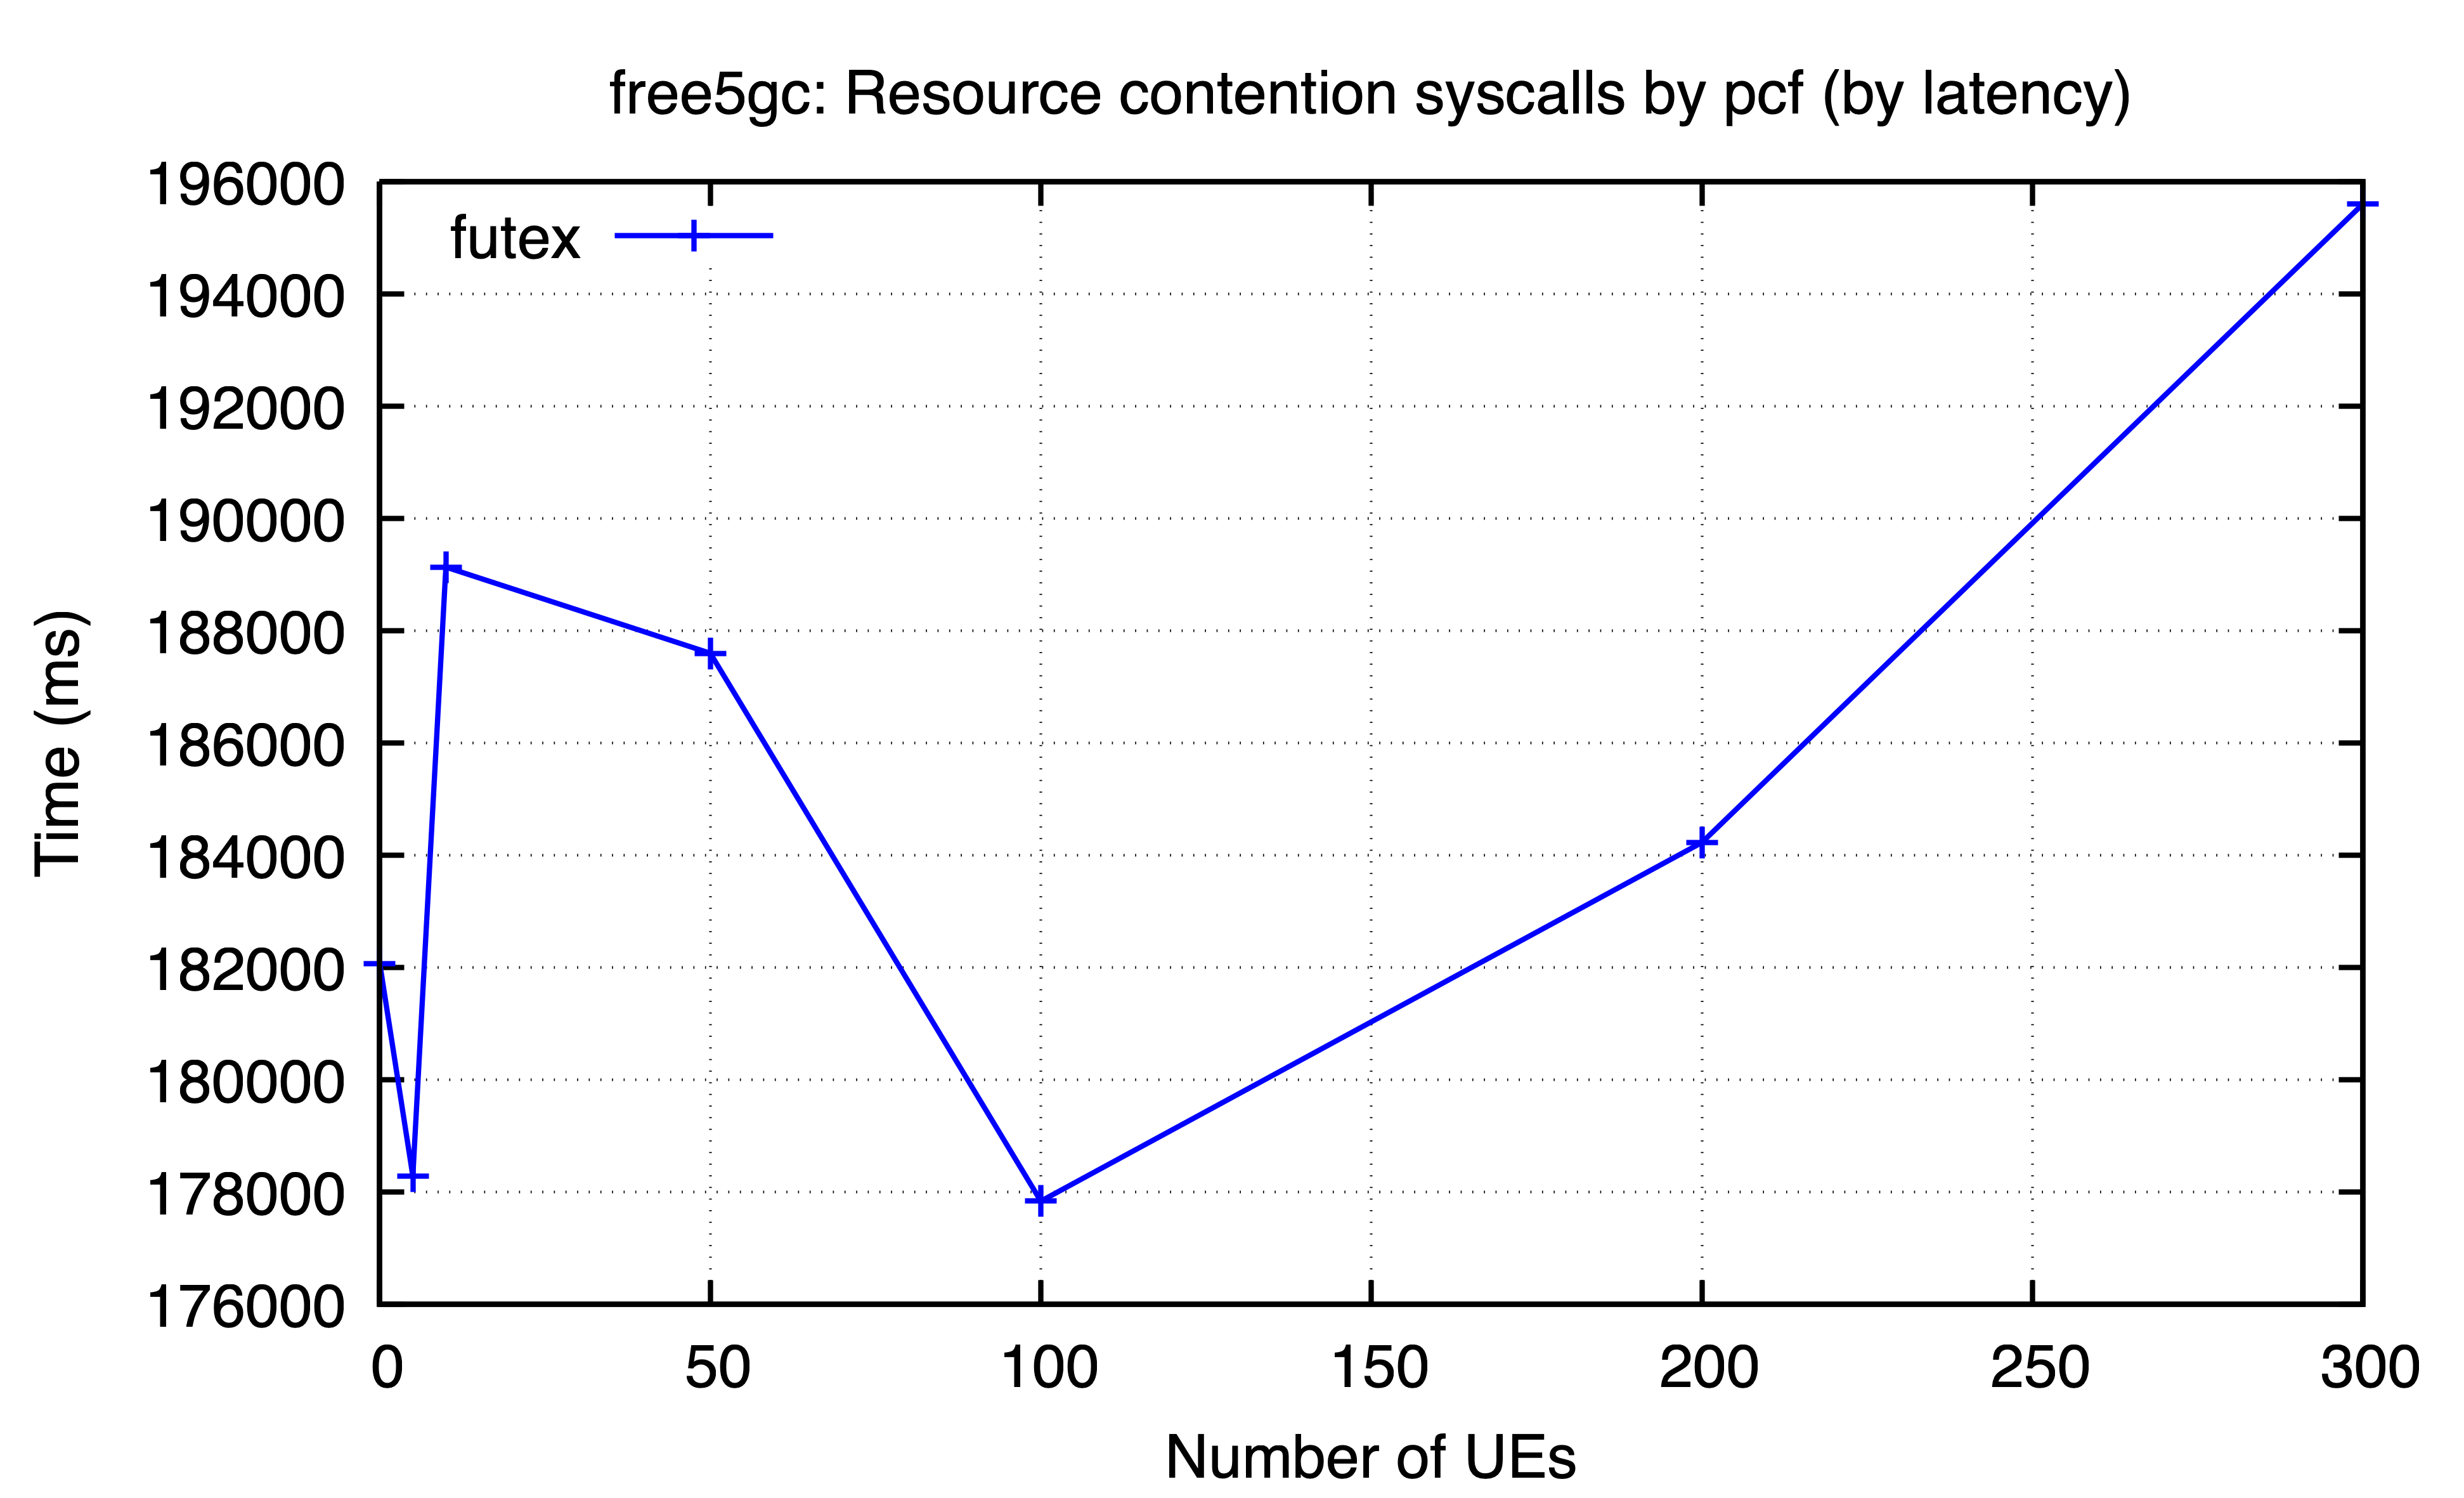 free5gc: Resource contention syscalls by pcf (by latency)
196000
194000
192000
190000
188000
186000
184000
182000
180000
178000
176000
futex
Time (ms)
0 50 100 150 200 250 300
Number of UEs